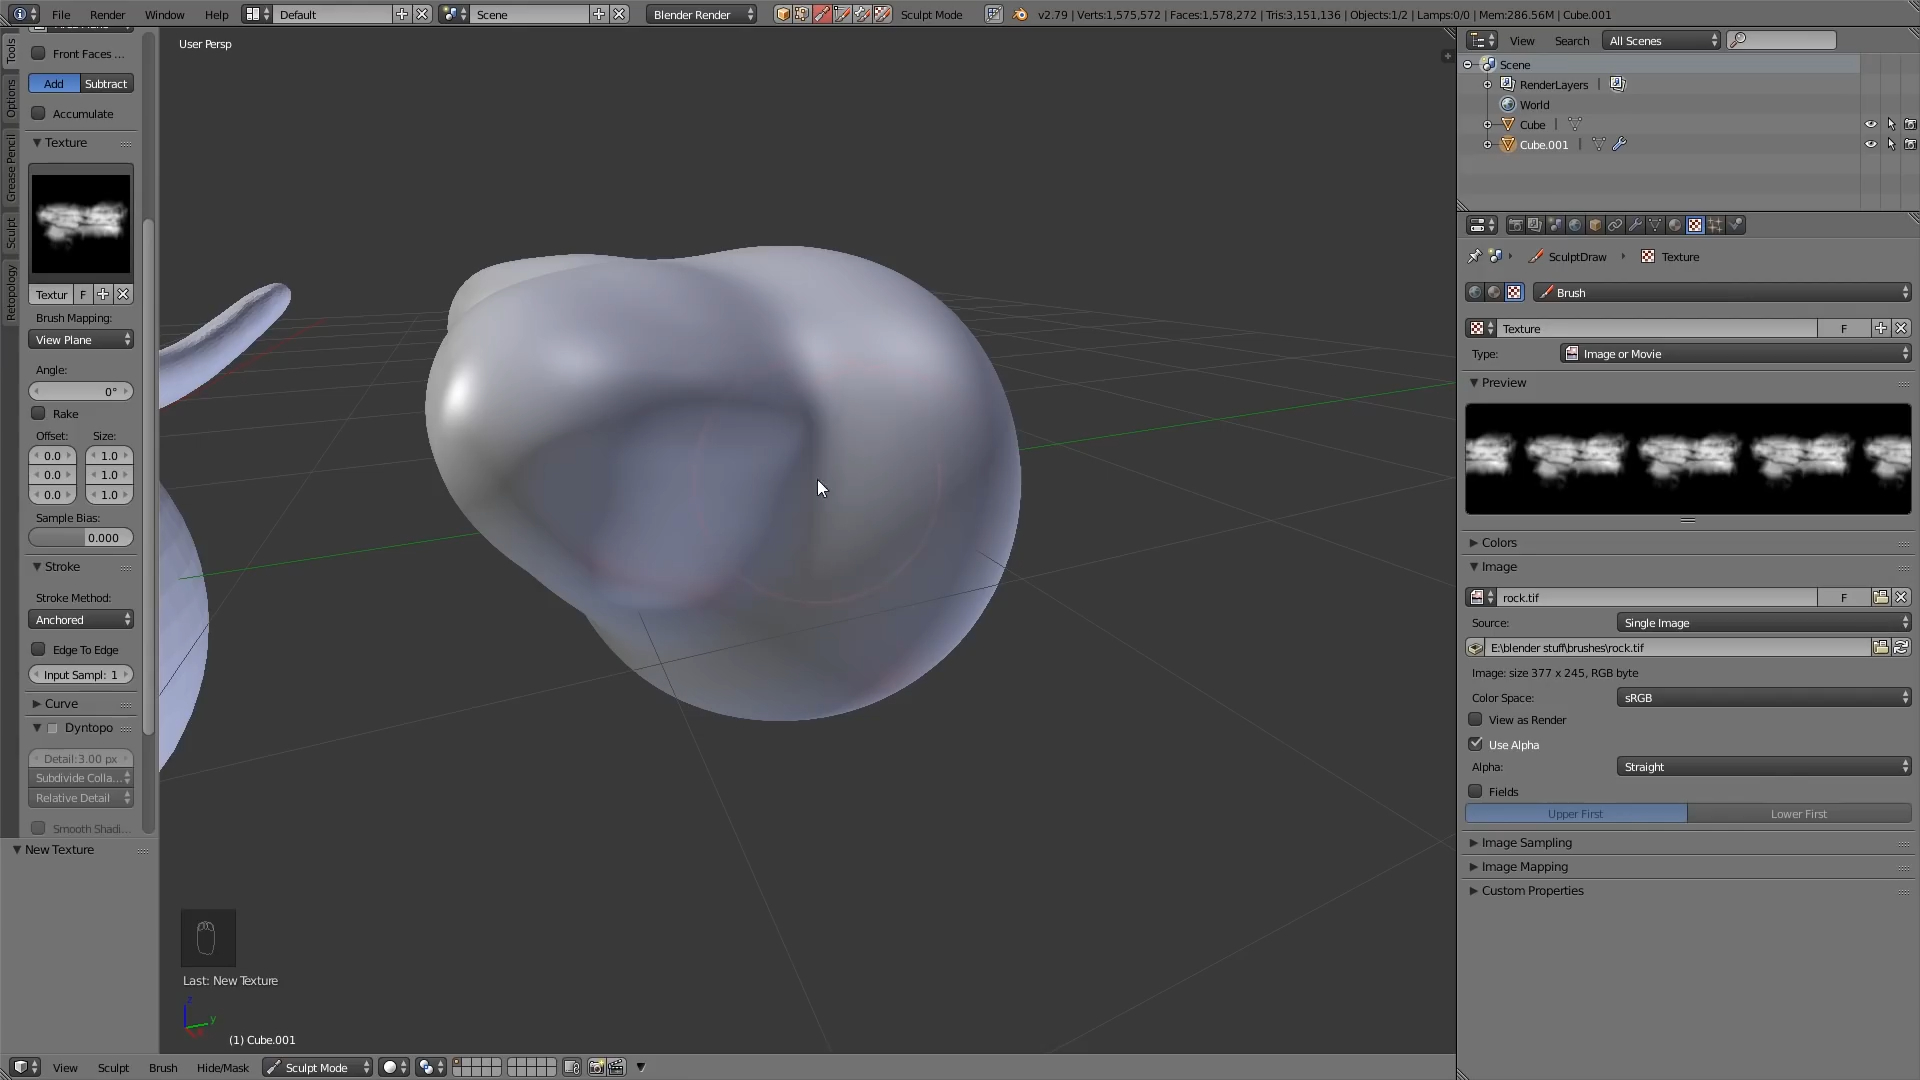 File Render Window Help Default Scene Blender Render Sculpt Mode v2.79 | Verts:1,575,572 | Faces:1,578,272 | Tris:3,151,136 | Objects:1/2 | Lamps:0/0 | Mem:286.56M | Cube.001
Tools
Options
Grease Pencil
Sculpt
Retopology
Front Faces ...
Add Subtract
Accumulate
Texture
Textur F
Brush Mapping:
View Plane
Angle:
0°
Rake
Offset: Size:
0.0 1.0
0.0 1.0
0.0 1.0
Sample Bias:
0.000
Stroke
Stroke Method:
Anchored
Edge To Edge
Input Sampl: 1
Curve
Dyntopo
Detail:3.00 px
Subdivide Colla...
Relative Detail
Smooth Shadi...
New Texture
User Persp
Last: New Texture
z
y
(1) Cube.001
View Sculpt Brush Hide/Mask Sculpt Mode
View Search All Scenes
Scene
RenderLayers |
World
Cube |
Cube.001 |
SculptDraw Texture
Brush
Texture F
Type: Image or Movie
Preview
Colors
Image
rock.tif F
Source: Single Image
E:\blender stuff\brushes\rock.tif
Image: size 377 x 245, RGB byte
Color Space: sRGB
View as Render
Use Alpha
Alpha: Straight
Fields
Upper First Lower First
Image Sampling
Image Mapping
Custom Properties